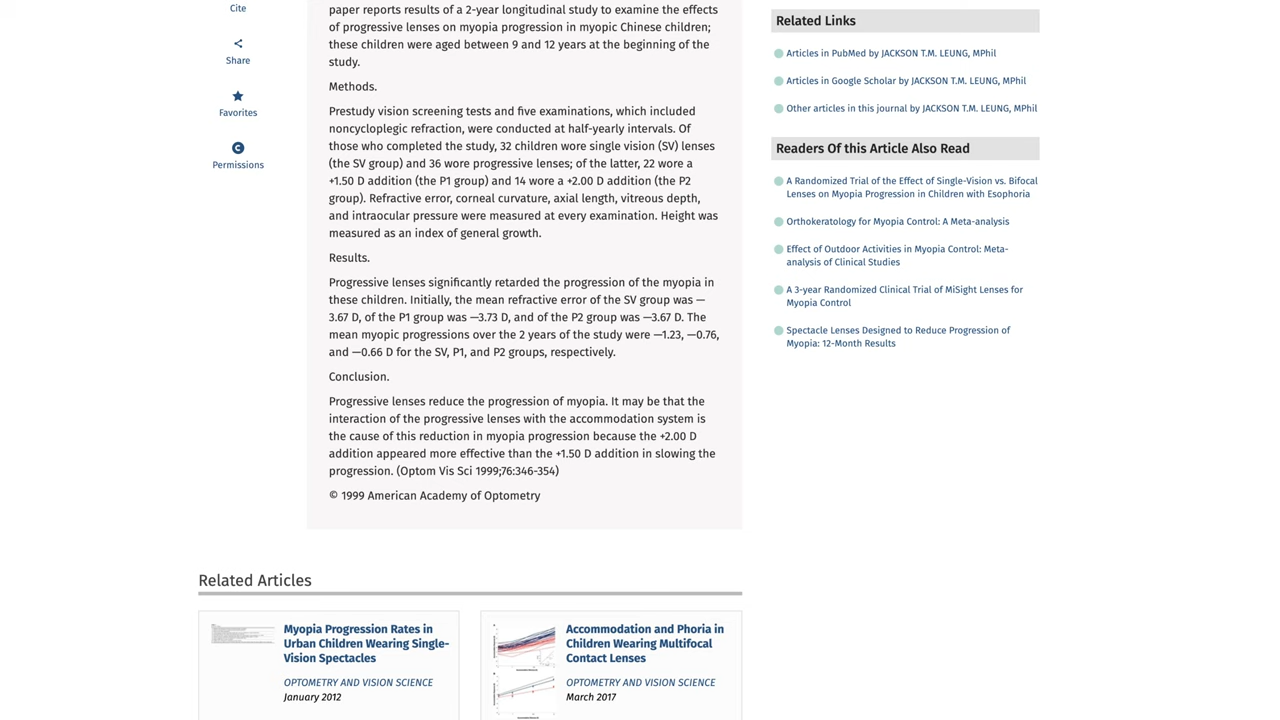 Cite
Share
Favorites
Permissions
paper reports results of a 2-year longitudinal study to examine the effects
of progressive lenses on myopia progression in myopic Chinese children;
these children were aged between 9 and 12 years at the beginning of the
study.
Methods.
Prestudy vision screening tests and five examinations, which included
noncycloplegic refraction, were conducted at half-yearly intervals. Of
those who completed the study, 32 children wore single vision (SV) lenses
(the SV group) and 36 wore progressive lenses; of the latter, 22 wore a
+1.50 D addition (the P1 group) and 14 wore a +2.00 D addition (the P2
group). Refractive error, corneal curvature, axial length, vitreous depth,
and intraocular pressure were measured at every examination. Height was
measured as an index of general growth.
Results.
Progressive lenses significantly retarded the progression of the myopia in
these children. Initially, the mean refractive error of the SV group was —
3.67 D, of the P1 group was —3.73 D, and of the P2 group was —3.67 D. The
mean myopic progressions over the 2 years of the study were —1.23, —0.76,
and —0.66 D for the SV, P1, and P2 groups, respectively.
Conclusion.
Progressive lenses reduce the progression of myopia. It may be that the
interaction of the progressive lenses with the accommodation system is
the cause of this reduction in myopia progression because the +2.00 D
addition appeared more effective than the +1.50 D addition in slowing the
progression. (Optom Vis Sci 1999;76:346-354)
© 1999 American Academy of Optometry
Related Links
Articles in PubMed by JACKSON T.M. LEUNG, MPhil
Articles in Google Scholar by JACKSON T.M. LEUNG, MPhil
Other articles in this journal by JACKSON T.M. LEUNG, MPhil
Readers Of this Article Also Read
A Randomized Trial of the Effect of Single-Vision vs. Bifocal
Lenses on Myopia Progression in Children with Esophoria
Orthokeratology for Myopia Control: A Meta-analysis
Effect of Outdoor Activities in Myopia Control: Meta-
analysis of Clinical Studies
A 3-year Randomized Clinical Trial of MiSight Lenses for
Myopia Control
Spectacle Lenses Designed to Reduce Progression of
Myopia: 12-Month Results
Related Articles
Myopia Progression Rates in
Urban Children Wearing Single-
Vision Spectacles
OPTOMETRY AND VISION SCIENCE
January 2012
Accommodation and Phoria in
Children Wearing Multifocal
Contact Lenses
OPTOMETRY AND VISION SCIENCE
March 2017